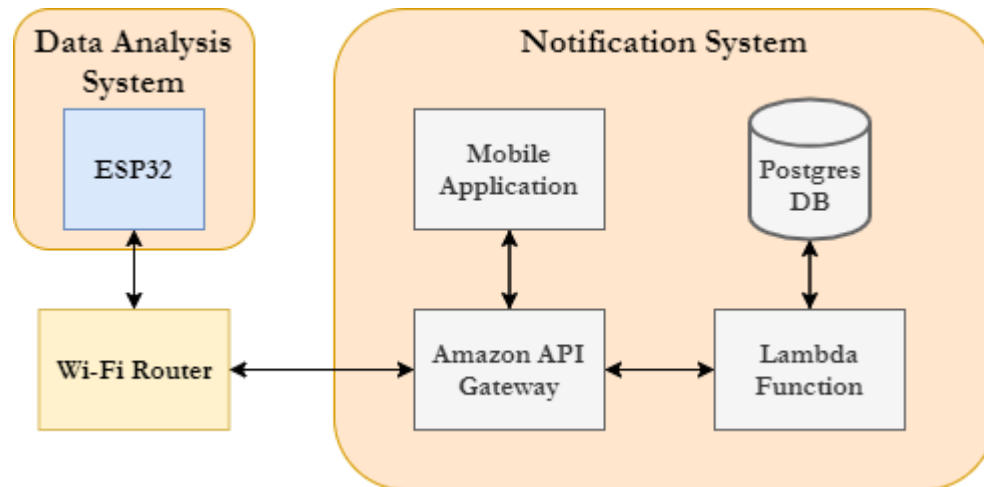 Data Analysis
System
Notification System
ESP32
Mobile
Application
Postgres
DB
Wi-Fi Router
Amazon API
Gateway
Lambda
Function